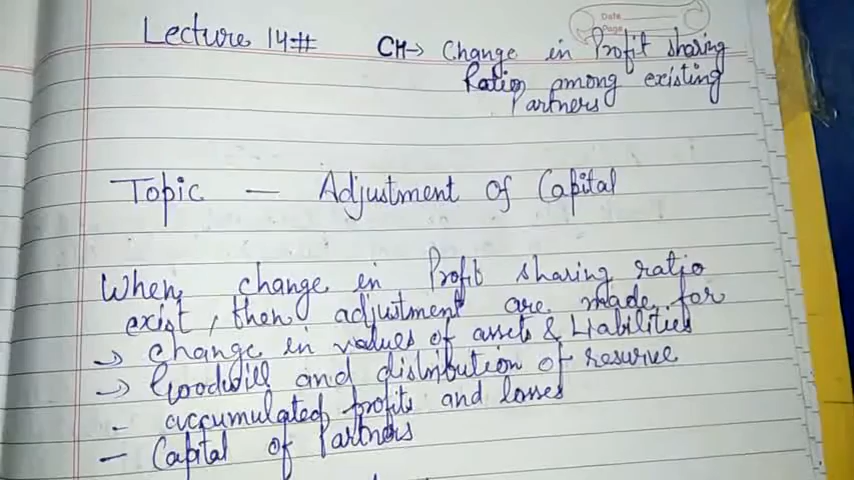 Date
Page
Lecture 14#
CH→ Change in Profit sharing
Ratio among existing
Partners
Topic — Adjustment of Capital
When change in Profit sharing ratio
exist, then adjustment are made for
→ change in values of assets & Liabilities
→ Goodwill and distribution of reserve
- accumulated profits and losses
— Capital of Partners